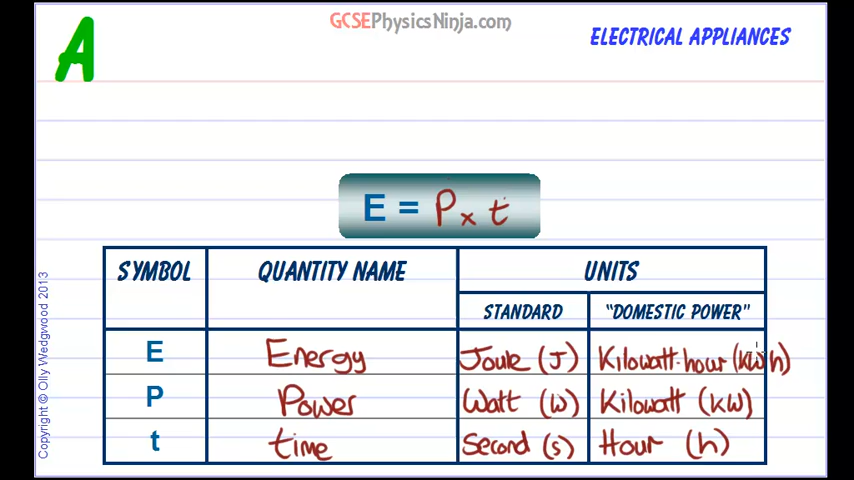 GCSEPhysicsNinja.com
A
ELECTRICAL APPLIANCES
E = P x t
SYMBOL QUANTITY NAME UNITS
STANDARD "DOMESTIC POWER"
E Energy Joule (J) Kilowatt-hour (kWh)
P Power Watt (W) Kilowatt (kW)
t time Second (s) Hour (h)
Copyright © Olly Wedgwood 2013